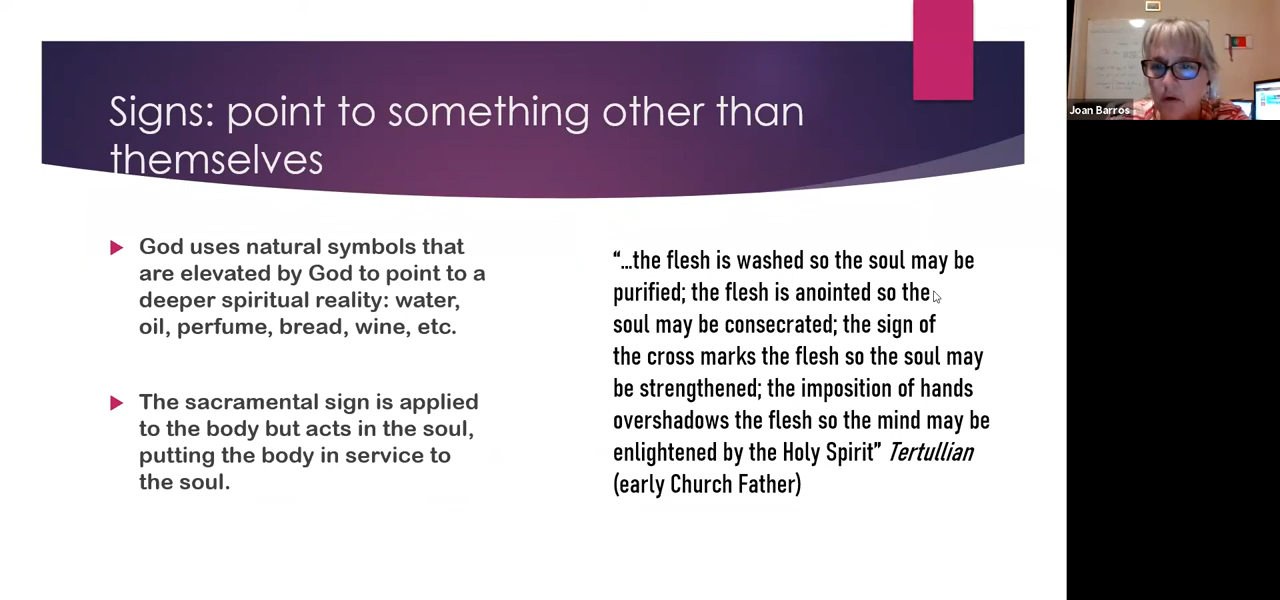 Signs: point to something other than
themselves
God uses natural symbols that
are elevated by God to point to a
deeper spiritual reality: water,
oil, perfume, bread, wine, etc.
The sacramental sign is applied
to the body but acts in the soul,
putting the body in service to
the soul.
“…the flesh is washed so the soul may be
purified; the flesh is anointed so the
soul may be consecrated; the sign of
the cross marks the flesh so the soul may
be strengthened; the imposition of hands
overshadows the flesh so the mind may be
enlightened by the Holy Spirit” Tertullian
(early Church Father)
Joan Barros